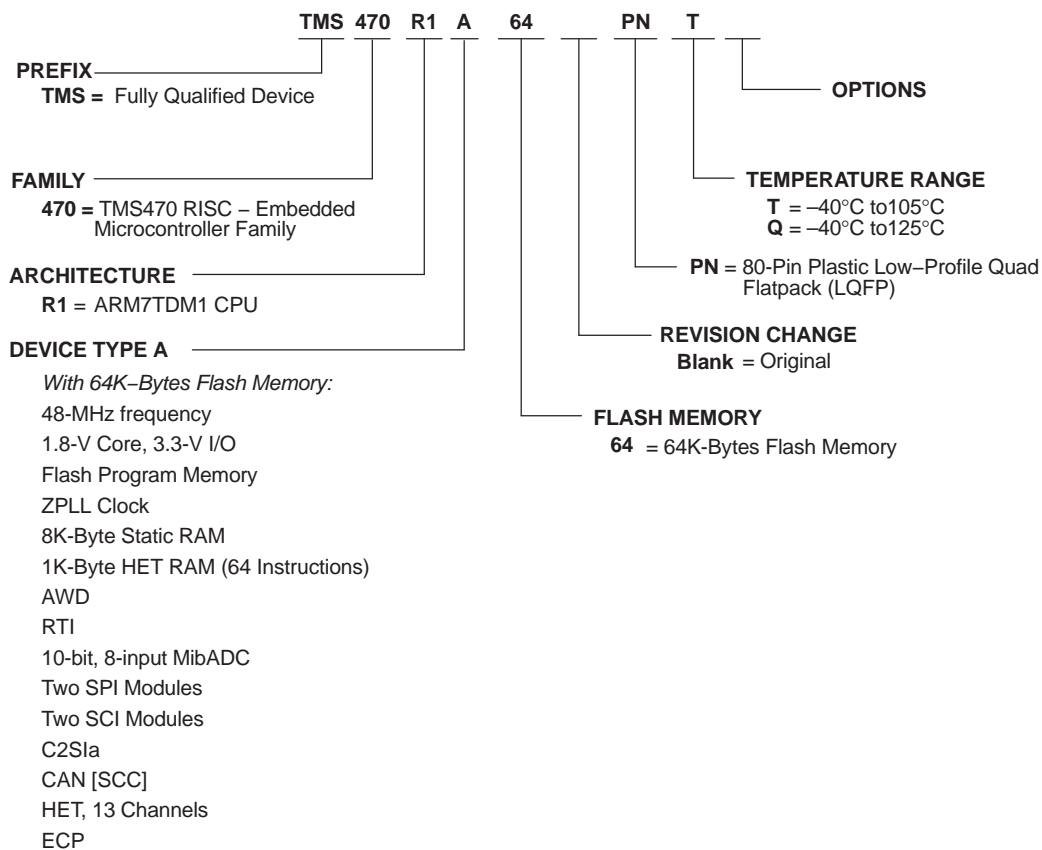 TMS 470 R1 A 64 PN T
PREFIX
TMS = Fully Qualified Device
OPTIONS
FAMILY
470 = TMS470 RISC − Embedded
Microcontroller Family
TEMPERATURE RANGE
T = –40°C to105°C
Q = –40°C to125°C
ARCHITECTURE
R1 = ARM7TDM1 CPU
PN = 80-Pin Plastic Low−Profile Quad
Flatpack (LQFP)
REVISION CHANGE
Blank = Original
DEVICE TYPE A
With 64K−Bytes Flash Memory:
48-MHz frequency
1.8-V Core, 3.3-V I/O
Flash Program Memory
ZPLL Clock
8K-Byte Static RAM
1K-Byte HET RAM (64 Instructions)
AWD
RTI
10-bit, 8-input MibADC
Two SPI Modules
Two SCI Modules
C2SIa
CAN [SCC]
HET, 13 Channels
ECP
FLASH MEMORY
64 = 64K-Bytes Flash Memory